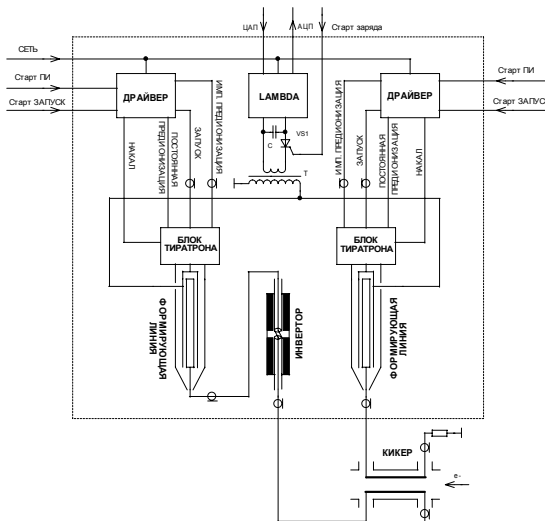 ЦАП
АЦП
Старт заряда
СЕТЬ
Старт ПИ
Старт ЗАПУСК
ДРАЙВЕР
LAMBDA
ДРАЙВЕР
Старт ПИ
Старт ЗАПУС
НАКАЛ
ПОСТОЯННАЯ
ПРЕДИОНИЗАЦИЯ
ЗАПУСК
ИМП. ПРЕДИОНИЗАЦИЯ
C
VS1
T
ИМП. ПРЕДИОНИЗАЦИЯ
ЗАПУСК
ПОСТОЯННАЯ
ПРЕДИОНИЗАЦИЯ
НАКАЛ
БЛОК
ТИРАТРОНА
БЛОК
ТИРАТРОНА
ФОРМИРУЮЩАЯ
ЛИНИЯ
ИНВЕРТОР
ФОРМИРУЮЩАЯ
ЛИНИЯ
КИКЕР
e-